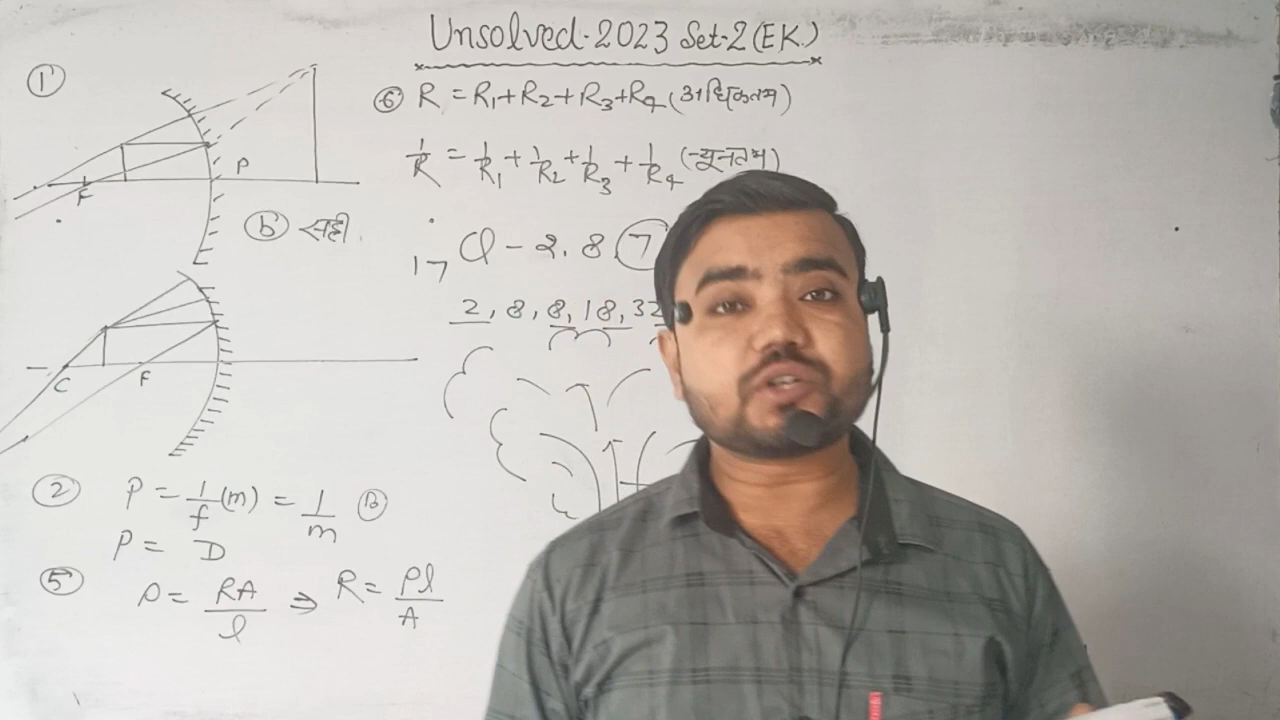 Unsolved-2023 Set-2 (EK.)
①
P
F
ⓑ सही.
C F
② P = 1/f (m) = 1/m Ⓑ
P = D
⑤ ρ = RA/l ⇒ R = ρl/A
⑥ R = R₁+R₂+R₃+R₄ (अधिकतम)
1/R = 1/R₁ + 1/R₂ + 1/R₃ + 1/R₄ (न्यूनतम)
17 Cl - 2, 8 ⑦
2, 8, 8, 18, 32